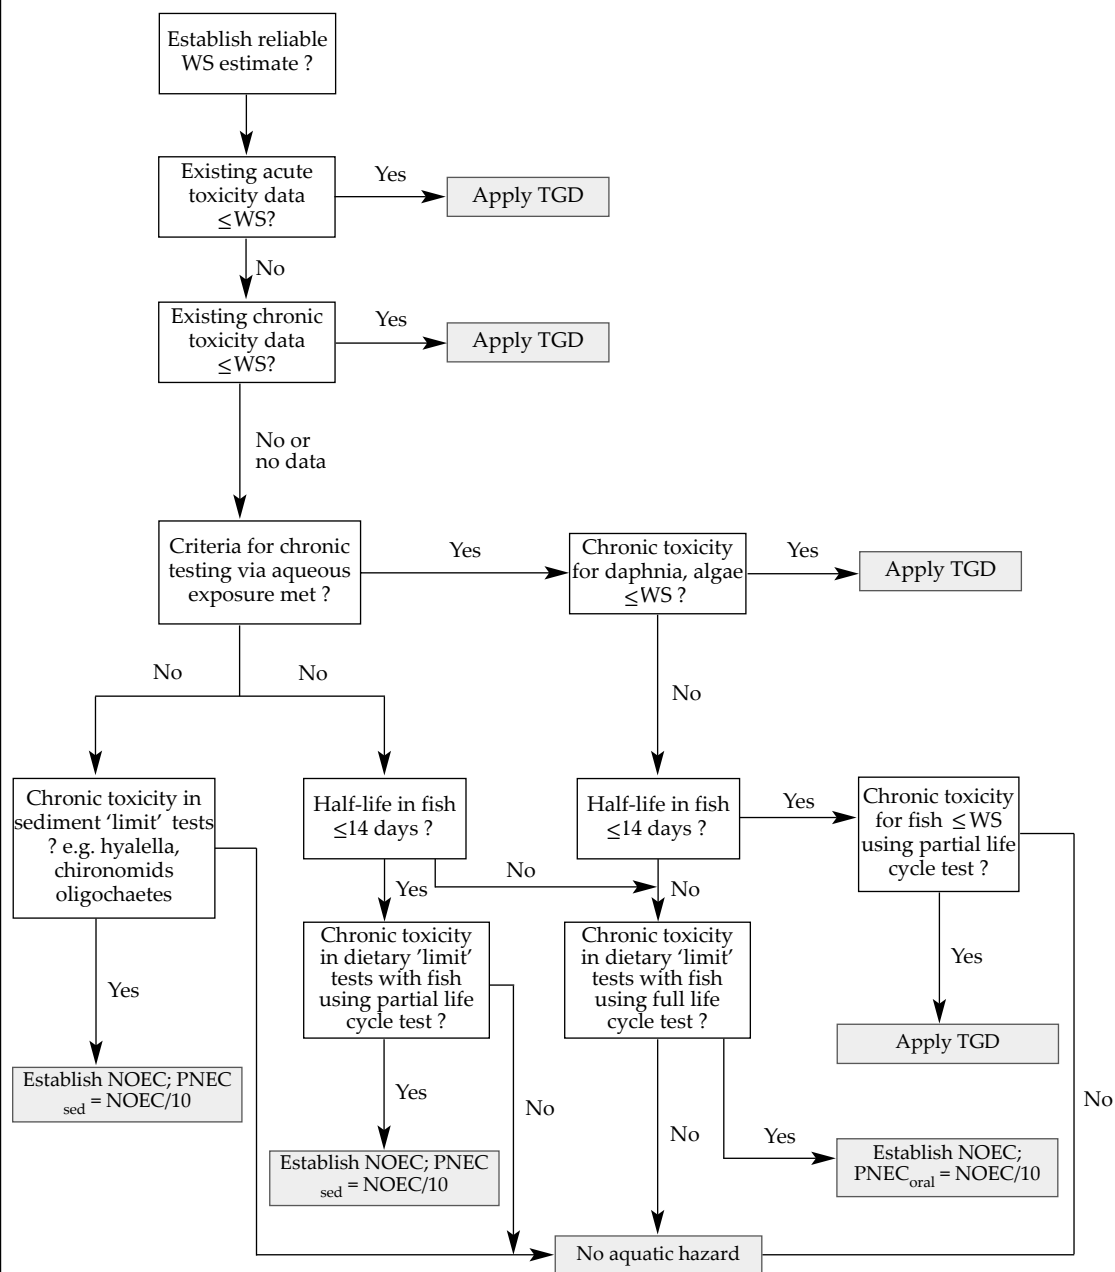 Establish reliable
WS estimate ?
Existing acute
toxicity data
≤WS?
Yes
Apply TGD
No
Existing chronic
toxicity data
≤WS?
Yes
Apply TGD
No or
no data
Criteria for chronic
testing via aqueous
exposure met ?
Yes
Chronic toxicity
for daphnia, algae
≤WS ?
Yes
Apply TGD
No
No
No
Chronic toxicity in
sediment ‘limit’ tests
? e.g. hyalella,
chironomids
oligochaetes
Half-life in fish
≤14 days ?
Half-life in fish
≤14 days ?
Yes
Chronic toxicity
for fish ≤WS
using partial life
cycle test ?
Yes
No
No
Chronic toxicity
in dietary ’limit’
tests with fish
using partial life
cycle test ?
Chronic toxicity
in dietary ‘limit’
tests with fish
using full life
cycle test ?
Yes
Yes
Apply TGD
Establish NOEC; PNEC
sed = NOEC/10
Yes
No
No
Yes
No
Establish NOEC; PNEC
sed = NOEC/10
Establish NOEC;
PNECoral = NOEC/10
No aquatic hazard